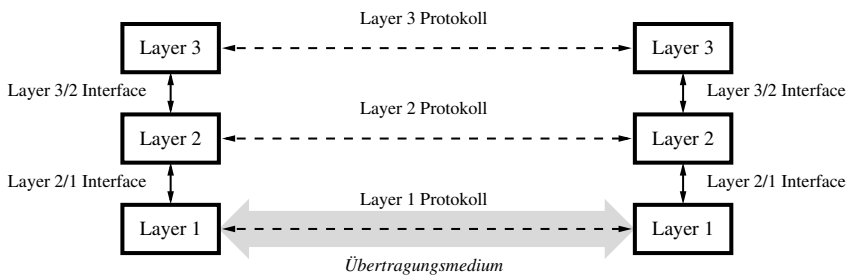 Layer 3 Protokoll
Layer 3
Layer 3
Layer 3/2 Interface
Layer 3/2 Interface
Layer 2 Protokoll
Layer 2
Layer 2
Layer 2/1 Interface
Layer 2/1 Interface
Layer 1 Protokoll
Layer 1
Layer 1
Übertragungsmedium